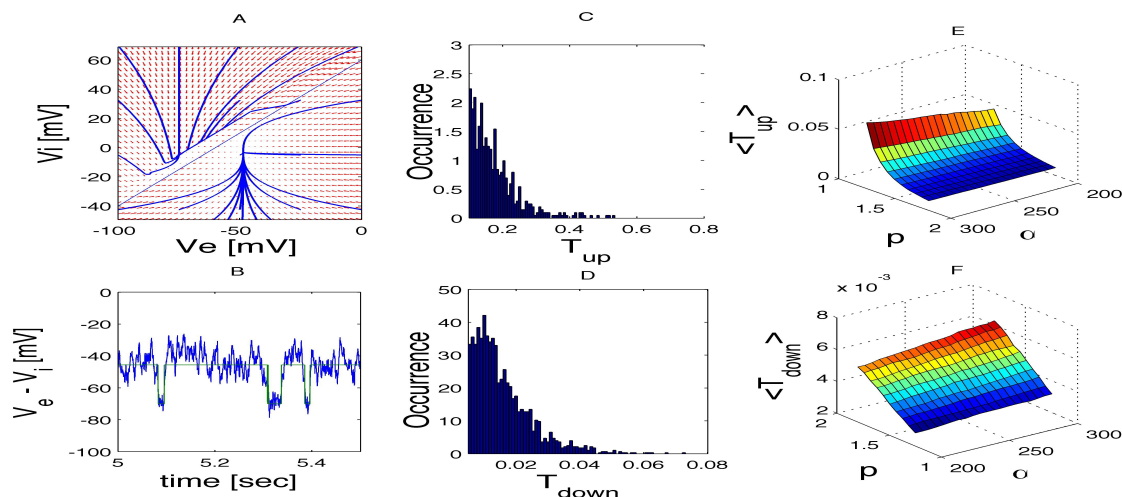 A
Vi [mV]
60
40
20
0
-20
-40
-100
-50
0
Ve [mV]
B
V_e - V_i [mV]
0
-20
-40
-60
-80
-100
5
5.2
5.4
time [sec]
C
Occurrence
3
2.5
2
1.5
1
0.5
0
0.2
0.4
0.6
0.8
T_up
D
Occurrence
50
40
30
20
10
0
0.02
0.04
0.06
0.08
T_down
E
<T_up>
0.1
0.05
0
1
1.5
2
p
300
250
200
σ
F
x 10^-3
<T_down>
8
6
4
2
2
1.5
1
p
200
250
300
σ